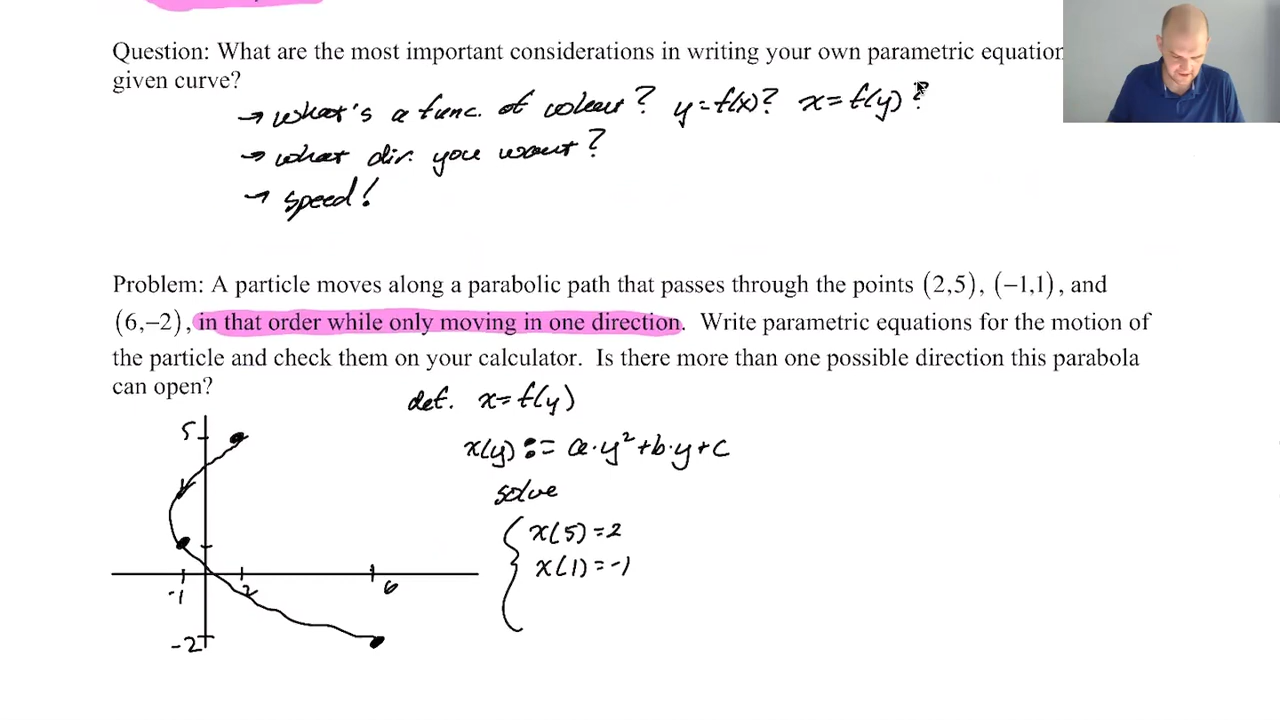 Question: What are the most important considerations in writing your own parametric equation
given curve?
→ what's a func. of what? y=f(x)? x=f(y)?
→ what dir. you want?
→ speed!
Problem: A particle moves along a parabolic path that passes through the points (2,5), (−1,1), and
(6,−2), in that order while only moving in one direction. Write parametric equations for the motion of
the particle and check them on your calculator. Is there more than one possible direction this parabola
can open?
def. x=f(y)
x(y) := a·y²+b·y+c
solve
{ x(5)=2
x(1)=-1
5
-1
2
6
-2